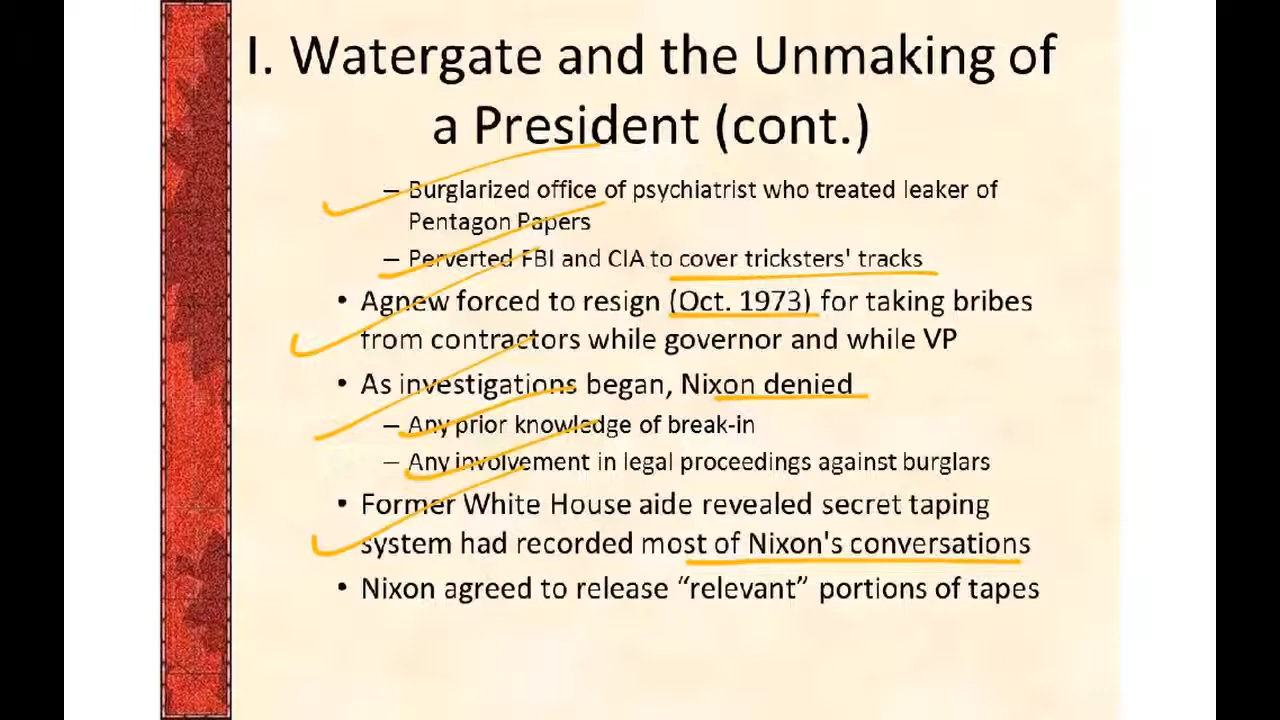 I. Watergate and the Unmaking of
a President (cont.)
– Burglarized office of psychiatrist who treated leaker of
Pentagon Papers
– Perverted FBI and CIA to cover tricksters' tracks
• Agnew forced to resign (Oct. 1973) for taking bribes
from contractors while governor and while VP
• As investigations began, Nixon denied
– Any prior knowledge of break-in
– Any involvement in legal proceedings against burglars
• Former White House aide revealed secret taping
system had recorded most of Nixon's conversations
• Nixon agreed to release “relevant” portions of tapes